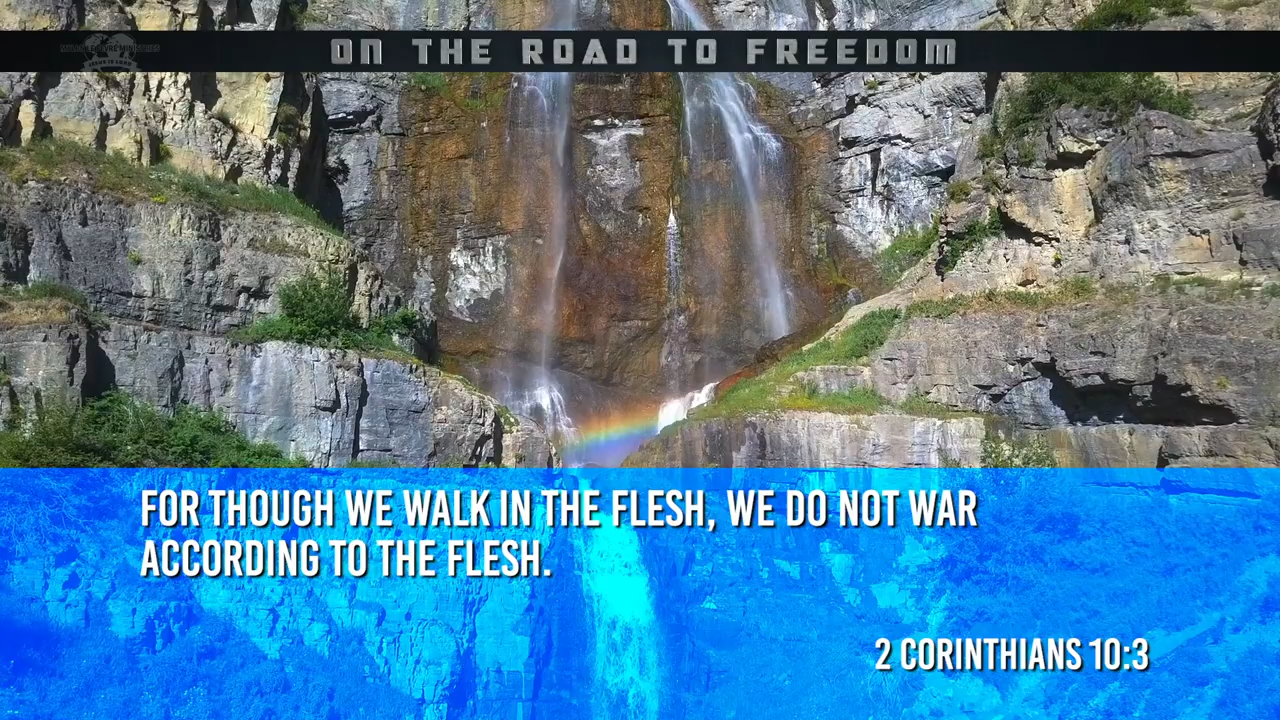 ON THE ROAD TO FREEDOM
FOR THOUGH WE WALK IN THE FLESH, WE DO NOT WAR
ACCORDING TO THE FLESH.
2 CORINTHIANS 10:3